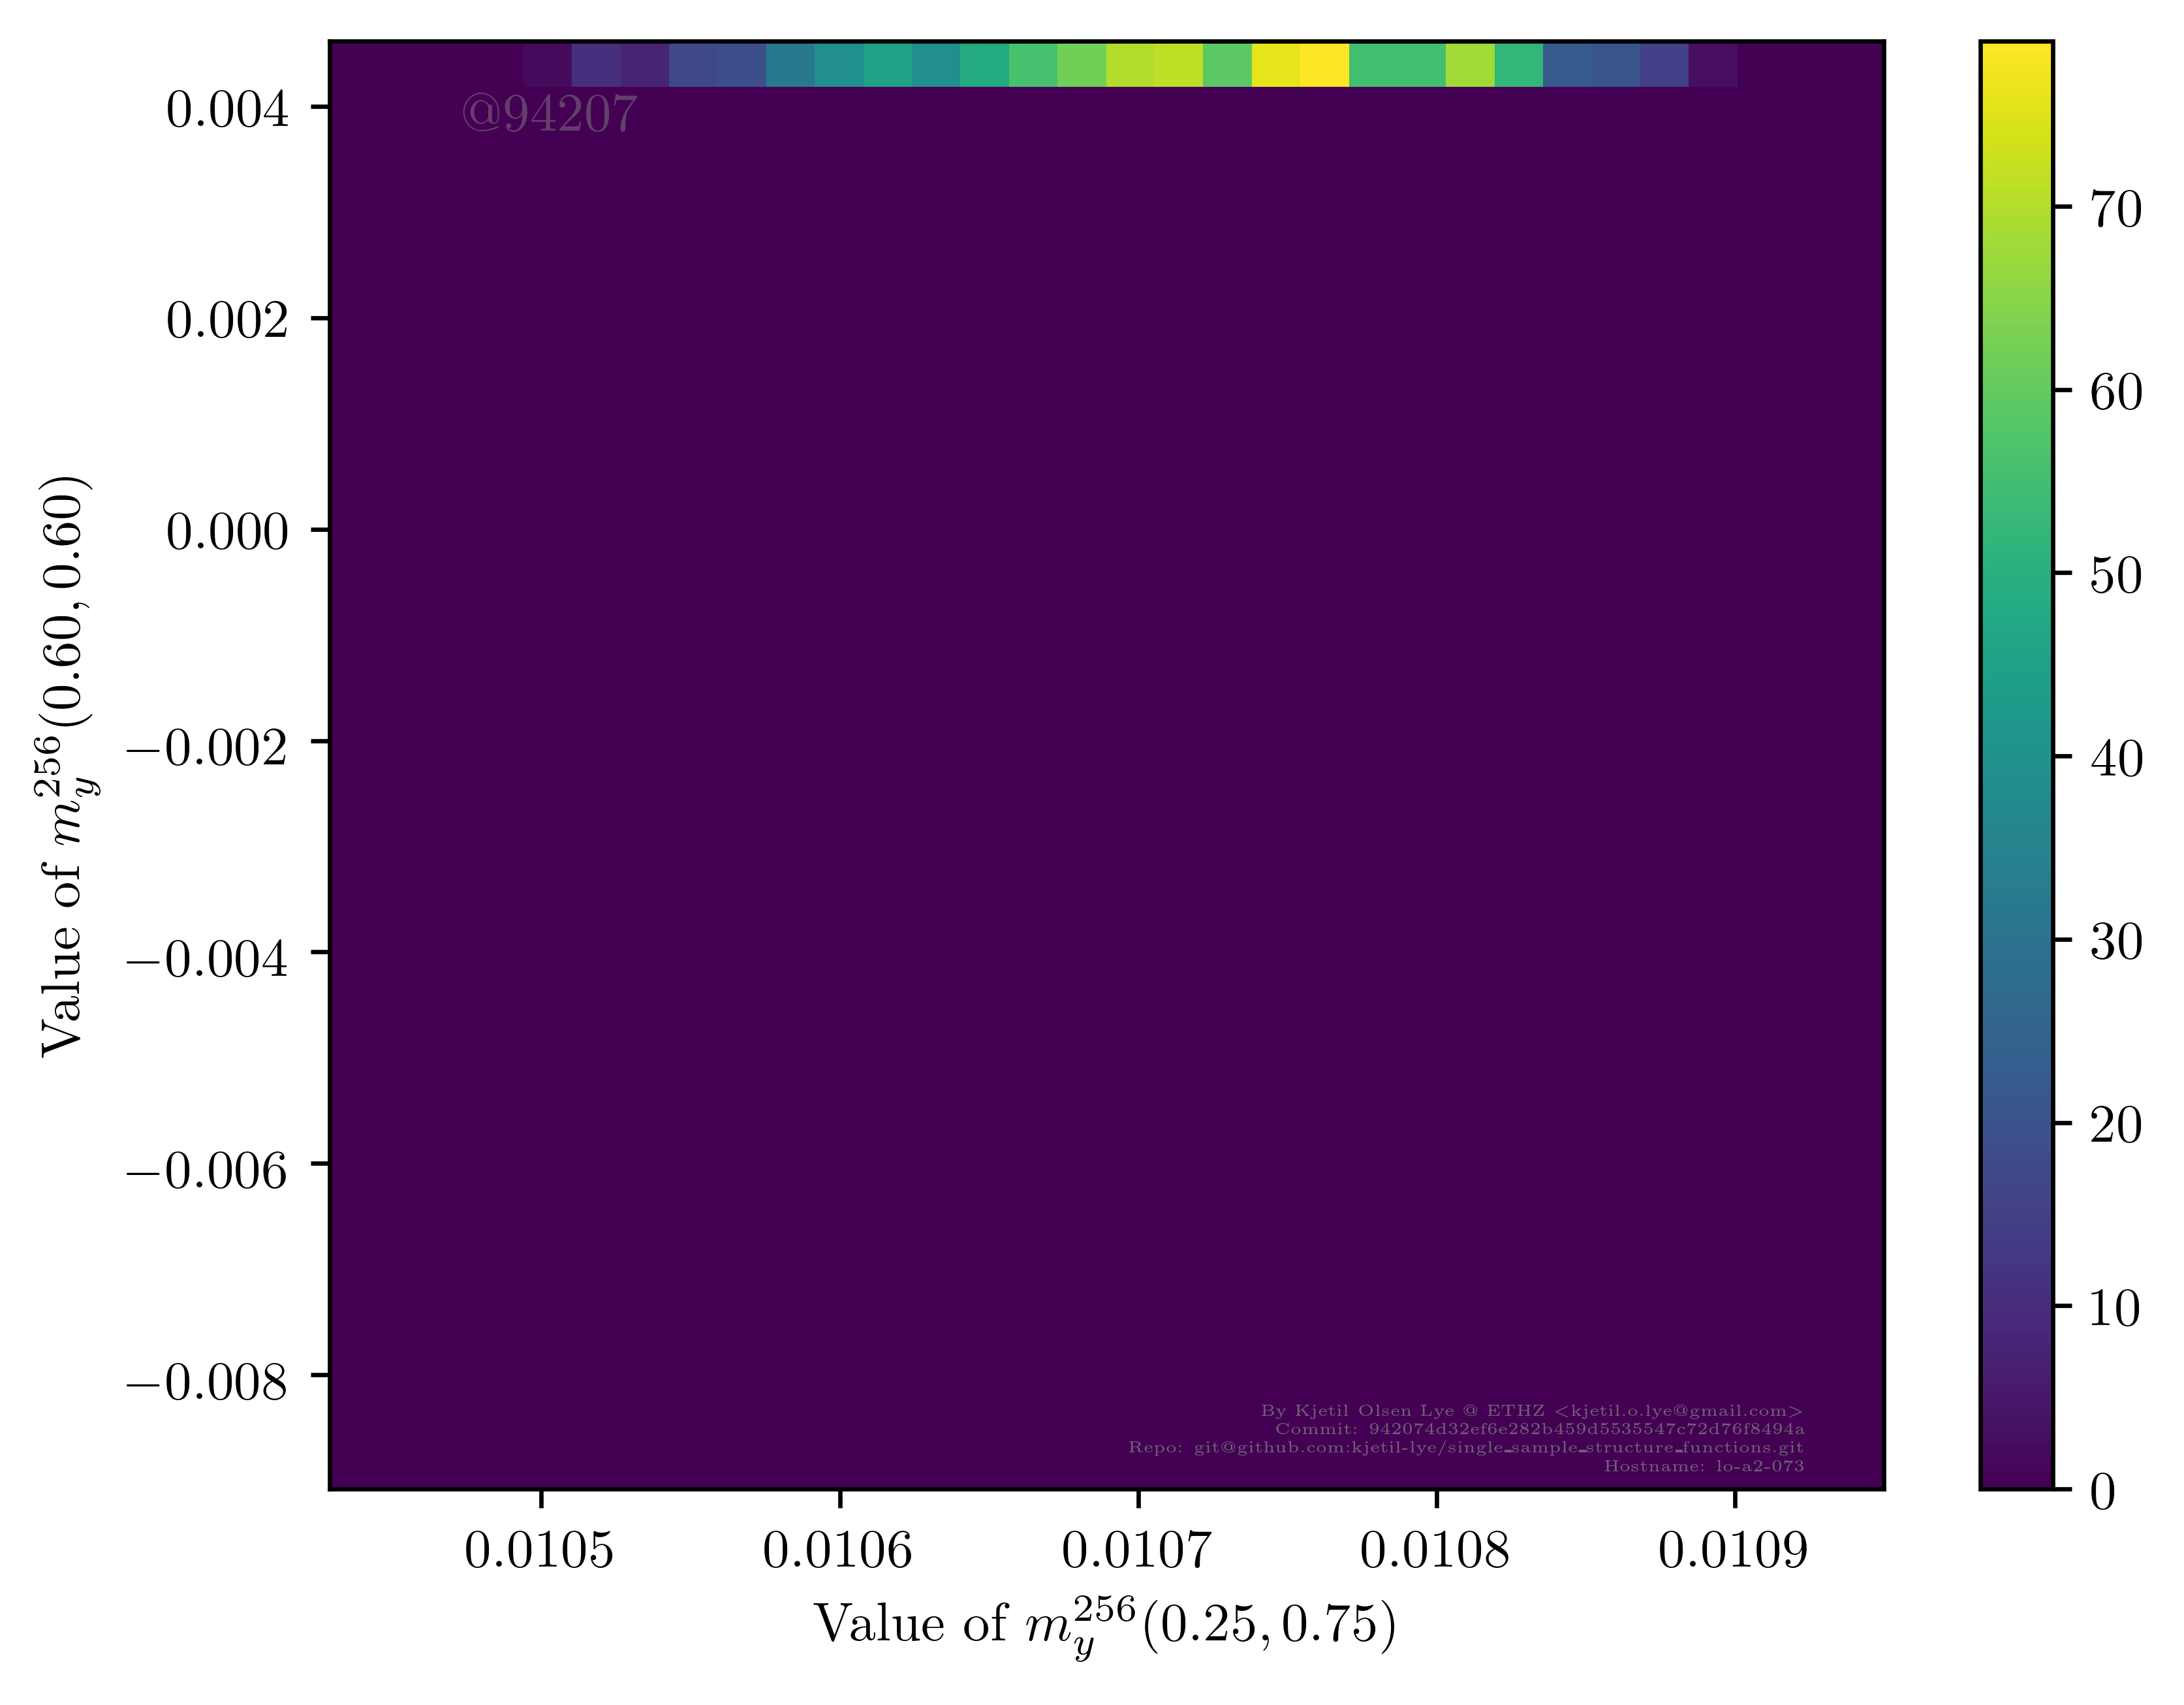 @94207
0.004
0.002
0.000
−0.002
−0.004
−0.006
−0.008
Value of $m_y^{256}(0.60, 0.60)$
0.0105 0.0106 0.0107 0.0108 0.0109
Value of $m_y^{256}(0.25, 0.75)$
70
60
50
40
30
20
10
0
By Kjetil Olsen Lye @ ETHZ <kjetil.o.lye@gmail.com>
Commit: 942074d32ef6e282b459d5535547c72d76f8494a
Repo: git@github.com:kjetil-lye/single_sample_structure_functions.git
Hostname: lo-a2-073